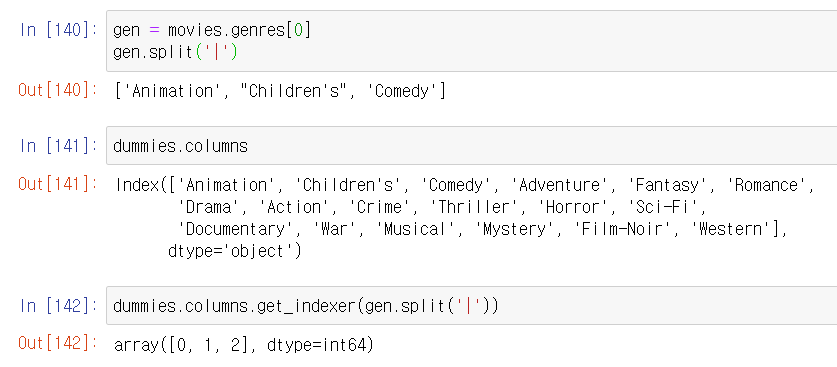 In [140]: gen = movies.genres[0]
gen.split('|')
Out[140]: ['Animation', "Children's", 'Comedy']
In [141]: dummies.columns
Out[141]: Index(['Animation', 'Children's', 'Comedy', 'Adventure', 'Fantasy', 'Romance',
'Drama', 'Action', 'Crime', 'Thriller', 'Horror', 'Sci-Fi',
'Documentary', 'War', 'Musical', 'Mystery', 'Film-Noir', 'Western'],
dtype='object')
In [142]: dummies.columns.get_indexer(gen.split('|'))
Out[142]: array([0, 1, 2], dtype=int64)